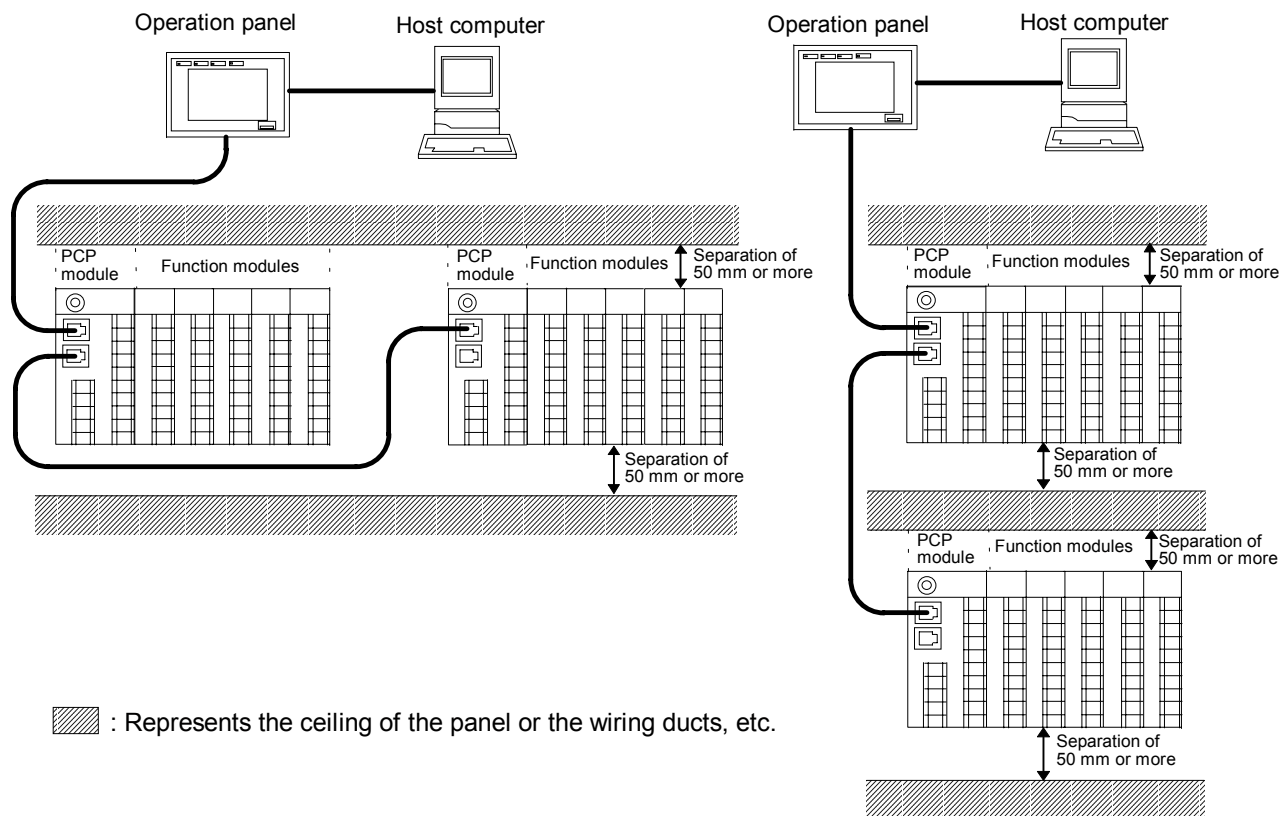 Operation panel
Host computer
PCP
module
Function modules
PCP
module
Function modules
Separation of
50 mm or more
Separation of
50 mm or more
Operation panel
Host computer
PCP
module
Function modules
Separation of
50 mm or more
Separation of
50 mm or more
PCP
module
Function modules
Separation of
50 mm or more
Separation of
50 mm or more
: Represents the ceiling of the panel or the wiring ducts, etc.